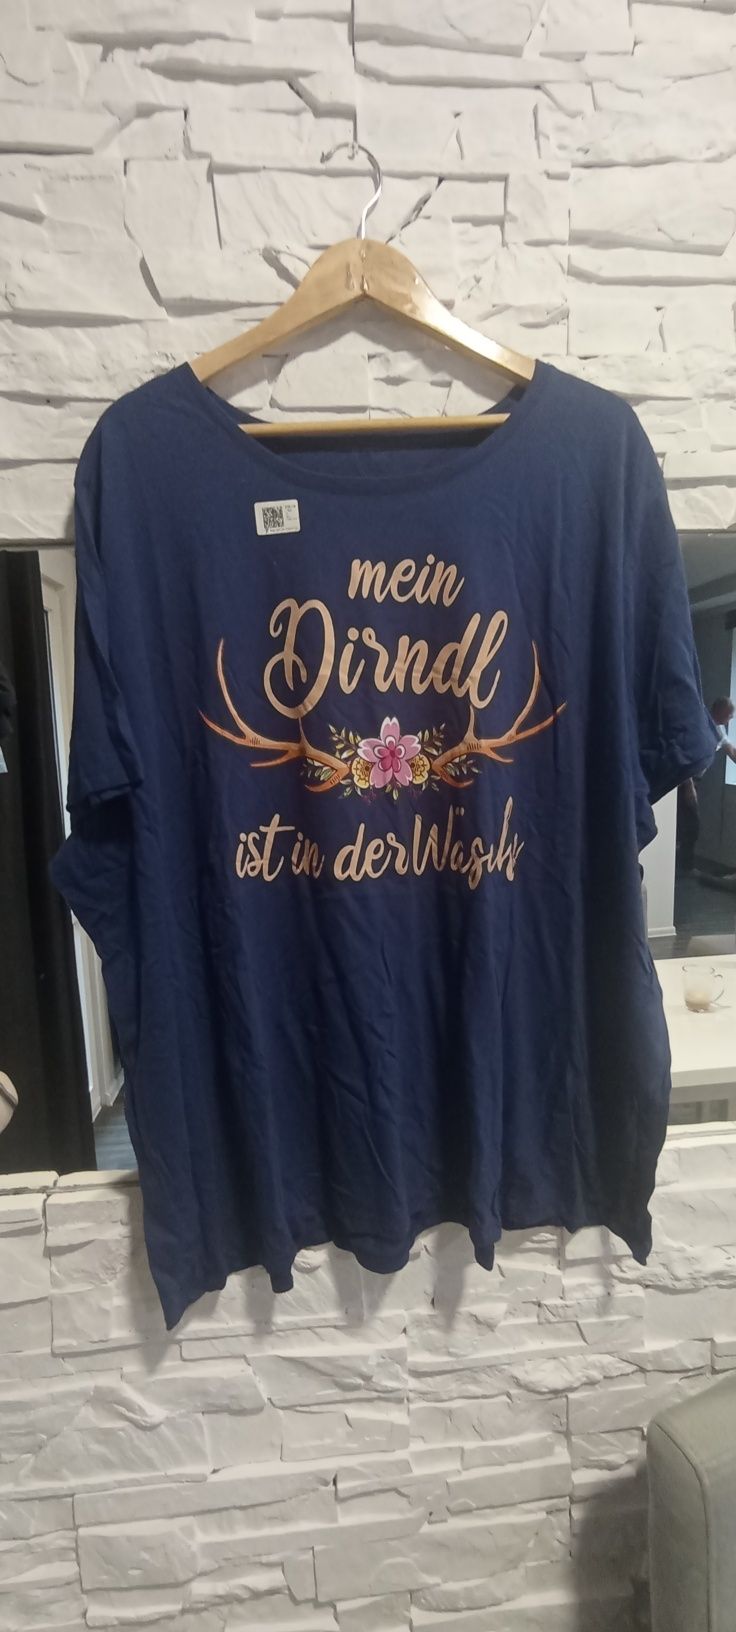 mein
Dirndl
ist in der Wäsche